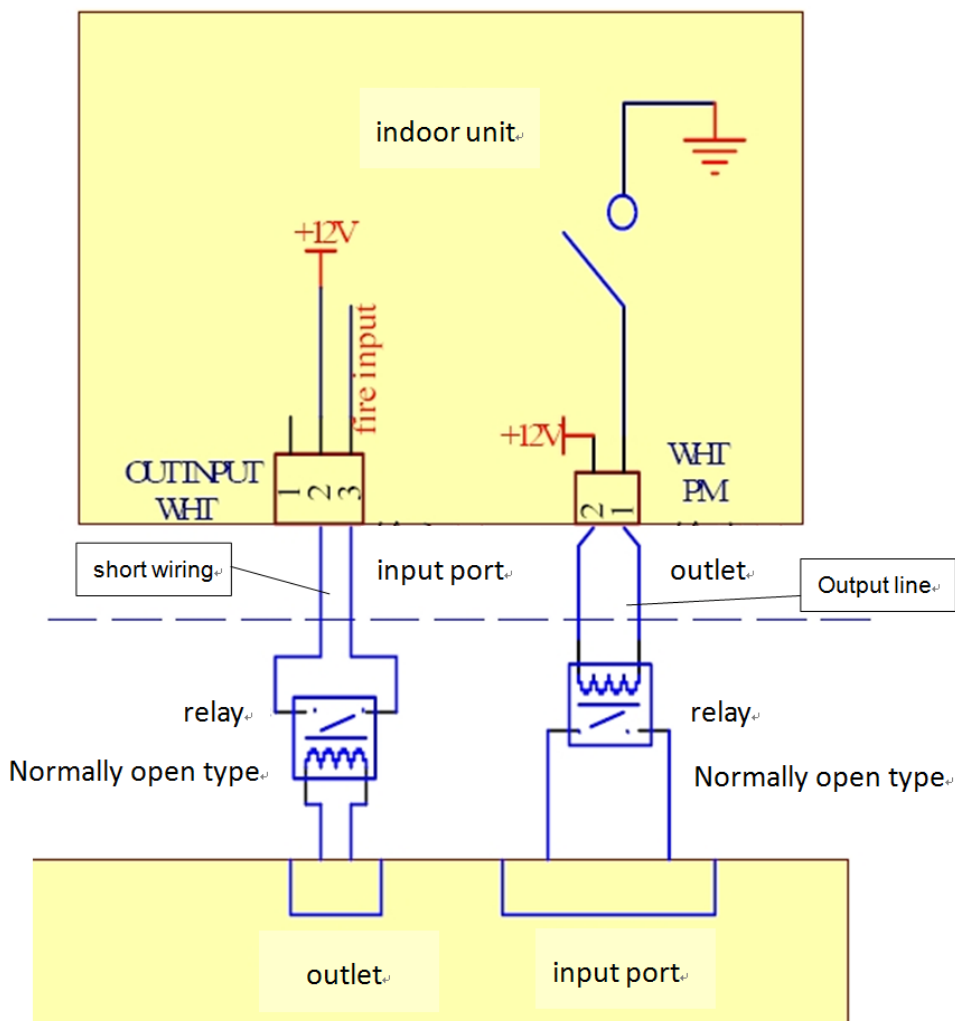 indoor unit
+12V
fire input
+12V
OUTINPUT
WHT
1
2
3
WHT
PM
2
1
short wiring
input port
outlet
Output line
relay
relay
Normally open type
Normally open type
outlet
input port